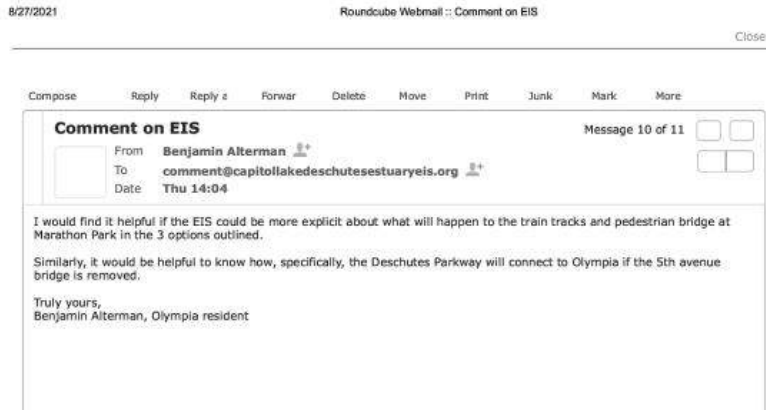 8/27/2021 Roundcube Webmail :: Comment on EIS
Close
Compose Reply Reply a Forwar Delete Move Print Junk Mark More
Comment on EIS Message 10 of 11
From Benjamin Alterman
To comment@capitollakedeschutesestuaryeis.org
Date Thu 14:04
I would find it helpful if the EIS could be more explicit about what will happen to the train tracks and pedestrian bridge at
Marathon Park in the 3 options outlined.
Similarly, it would be helpful to know how, specifically, the Deschutes Parkway will connect to Olympia if the 5th avenue
bridge is removed.
Truly yours,
Benjamin Alterman, Olympia resident